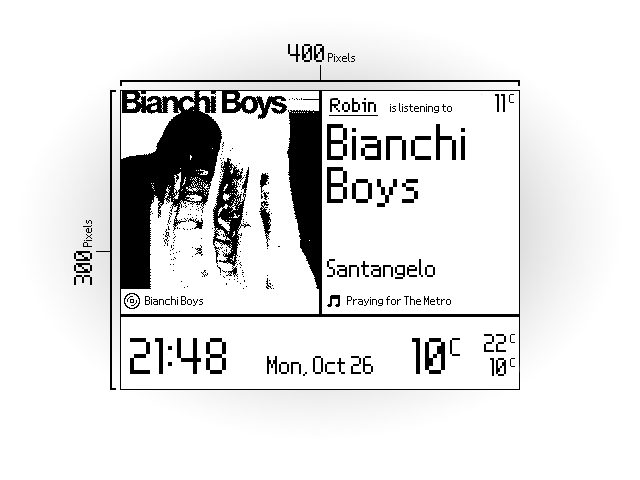 400 Pixels
300 Pixels
Bianchi Boys
Bianchi Boys
Robin is listening to 11C
Bianchi
Boys
Santangelo
Praying for The Metro
21:48 Mon, Oct 26 10C
22C
10C